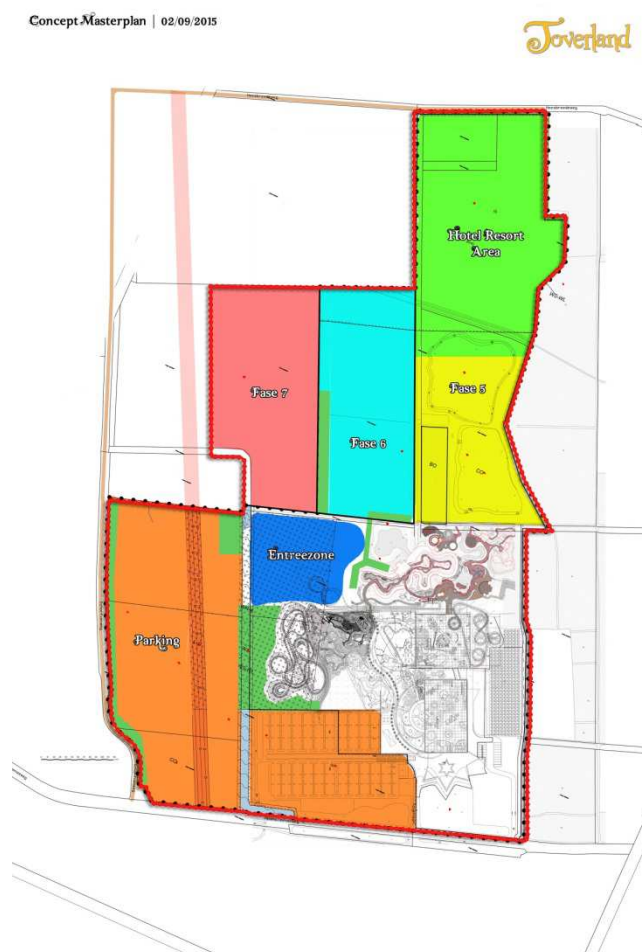 Concept Masterplan | 02/09/2015
Toverland
Hotel Resort
Area
Fase 7
Fase 5
Fase 6
Entreezone
Parking